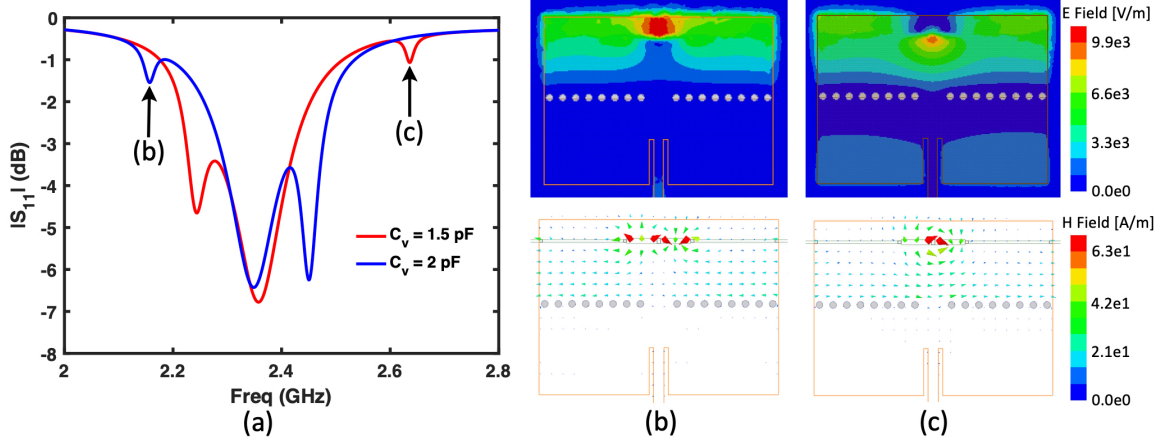 0
-1
-2
-3
-4
-5
-6
-7
-8
|S11| (dB)
2
2.2
2.4
2.6
2.8
Freq (GHz)
(b)
(c)
Cv = 1.5 pF
Cv = 2 pF
(a)
E Field [V/m]
9.9e3
6.6e3
3.3e3
0.0e0
H Field [A/m]
6.3e1
4.2e1
2.1e1
0.0e0
(b)
(c)